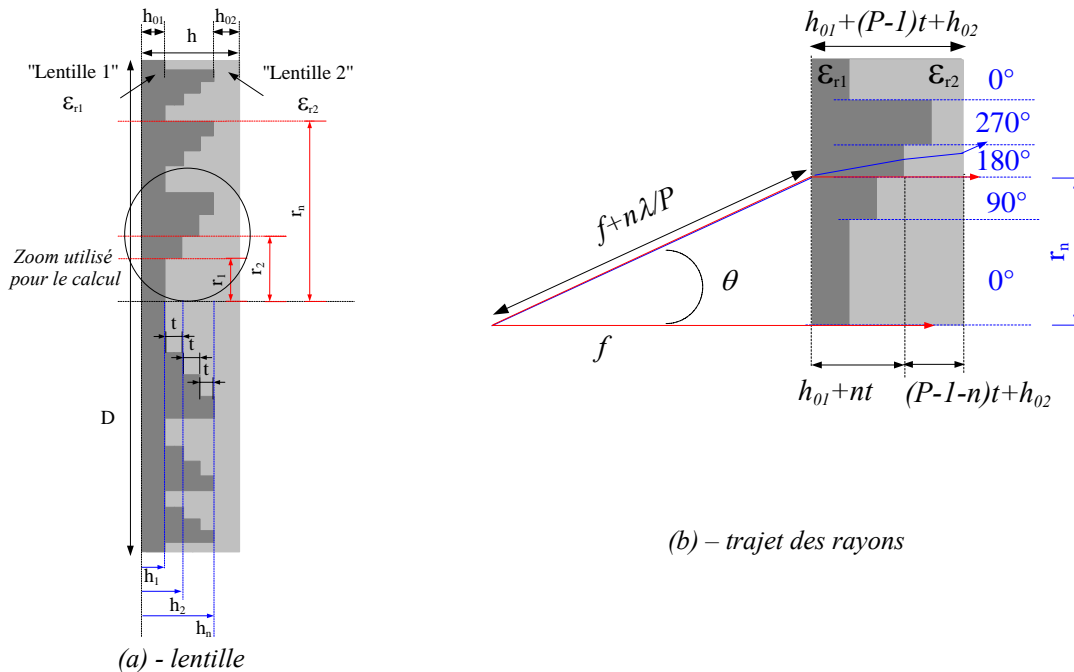 h01
h02
h
"Lentille 1"
"Lentille 2"
εr1
εr2
rn
Zoom utilisé
pour le calcul
r1
r2
t
t
t
D
h1
h2
hn
(a) - lentille
h01+(P-1)t+h02
εr1
εr2
0°
270°
180°
90°
0°
f+nλ/P
θ
f
rn
h01+nt
(P-1-n)t+h02
(b) – trajet des rayons